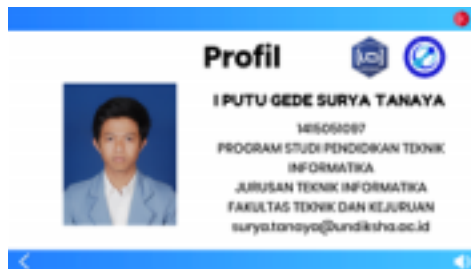 Profil
I PUTU GEDE SURYA TANAYA
1415051097
PROGRAM STUDI PENDIDIKAN TEKNIK
INFORMATIKA
JURUSAN TEKNIK INFORMATIKA
FAKULTAS TEKNIK DAN KEJURUAN
surya.tanaya@undiksha.ac.id